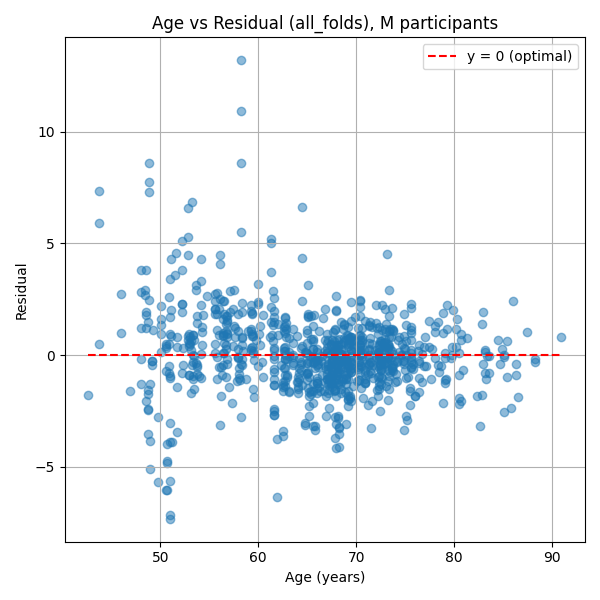 Age vs Residual (all_folds), M participants
y = 0 (optimal)
Residual
10
5
0
−5
50 60 70 80 90
Age (years)